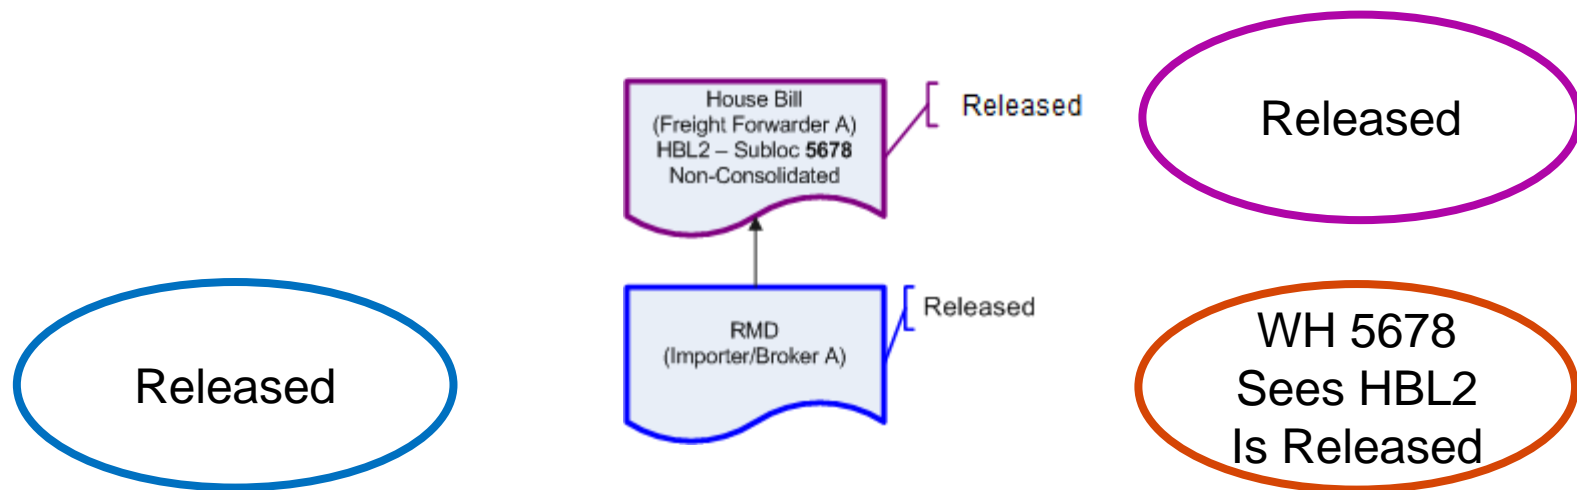 House Bill
(Freight Forwarder A)
HBL2 – Subloc 5678
Non-Consolidated
Released
Released
RMD
(Importer/Broker A)
Released
Released
WH 5678
Sees HBL2
Is Released